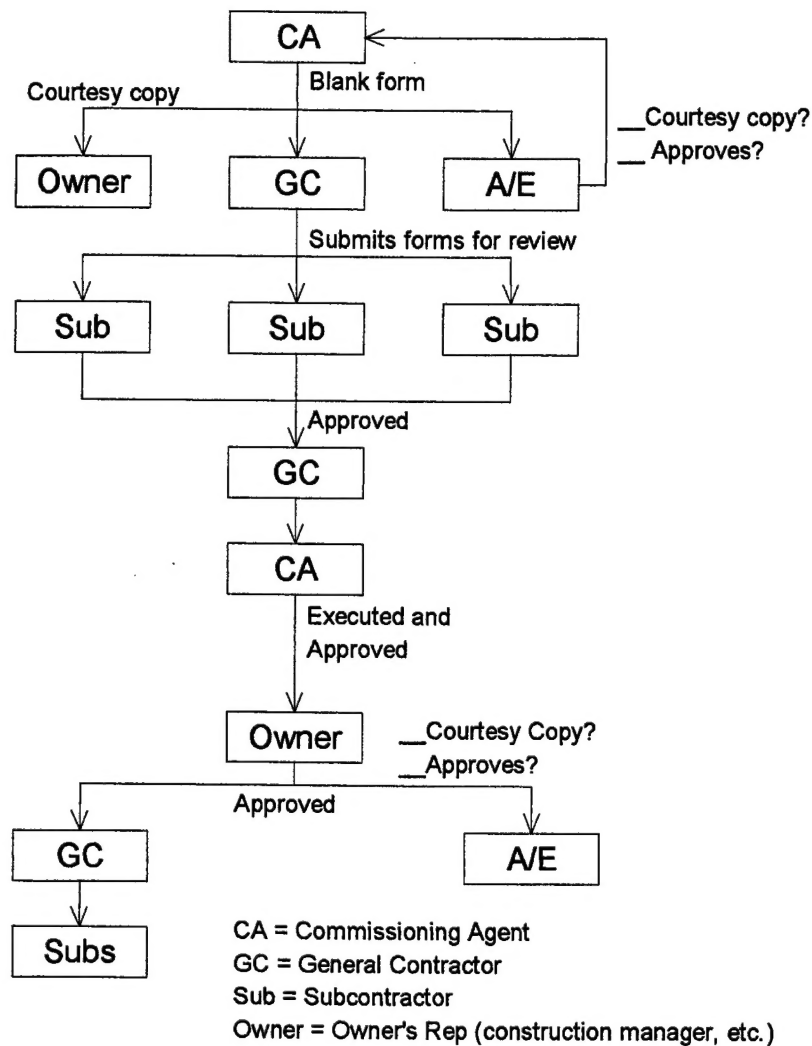 CA
Blank form
Courtesy copy
__Courtesy copy?
__ Approves?
Owner
GC
A/E
Submits forms for review
Sub
Sub
Sub
Approved
GC
CA
Executed and
Approved
Owner
__Courtesy Copy?
__Approves?
Approved
GC
A/E
Subs
CA = Commissioning Agent
GC = General Contractor
Sub = Subcontractor
Owner = Owner's Rep (construction manager, etc.)